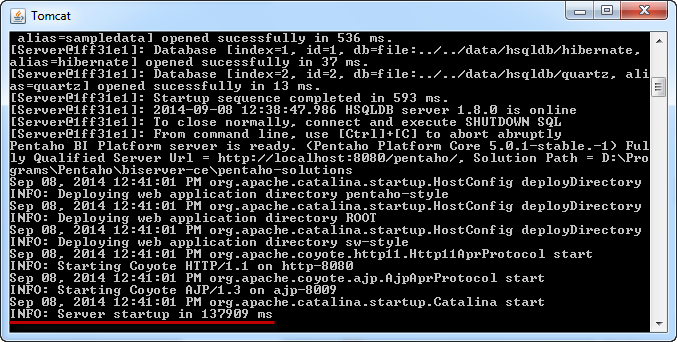 Tomcat
alias=sampledata] opened sucessfully in 536 ms.
[Server@1ff31e1]: Database [index=1, id=1, db=file:../../data/hsqldb/hibernate,
alias=hibernate] opened sucessfully in 37 ms.
[Server@1ff31e1]: Database [index=2, id=2, db=file:../../data/hsqldb/quartz, ali
as=quartz] opened sucessfully in 13 ms.
[Server@1ff31e1]: Startup sequence completed in 593 ms.
[Server@1ff31e1]: 2014-09-08 12:38:47.986 HSQLDB server 1.8.0 is online
[Server@1ff31e1]: To close normally, connect and execute SHUTDOWN SQL
[Server@1ff31e1]: From command line, use [Ctrl]+[C] to abort abruptly
Pentaho BI Platform server is ready. (Pentaho Platform Core 5.0.1-stable.-1) Ful
ly Qualified Server Url = http://localhost:8080/pentaho/, Solution Path = D:\Pro
grams\Pentaho\biserver-ce\pentaho-solutions
Sep 08, 2014 12:41:01 PM org.apache.catalina.startup.HostConfig deployDirectory
INFO: Deploying web application directory pentaho-style
Sep 08, 2014 12:41:01 PM org.apache.catalina.startup.HostConfig deployDirectory
INFO: Deploying web application directory ROOT
Sep 08, 2014 12:41:01 PM org.apache.catalina.startup.HostConfig deployDirectory
INFO: Deploying web application directory sw-style
Sep 08, 2014 12:41:01 PM org.apache.coyote.http11.Http11AprProtocol start
INFO: Starting Coyote HTTP/1.1 on http-8080
Sep 08, 2014 12:41:01 PM org.apache.coyote.ajp.AjpAprProtocol start
INFO: Starting Coyote AJP/1.3 on ajp-8009
Sep 08, 2014 12:41:01 PM org.apache.catalina.startup.Catalina start
INFO: Server startup in 137909 ms